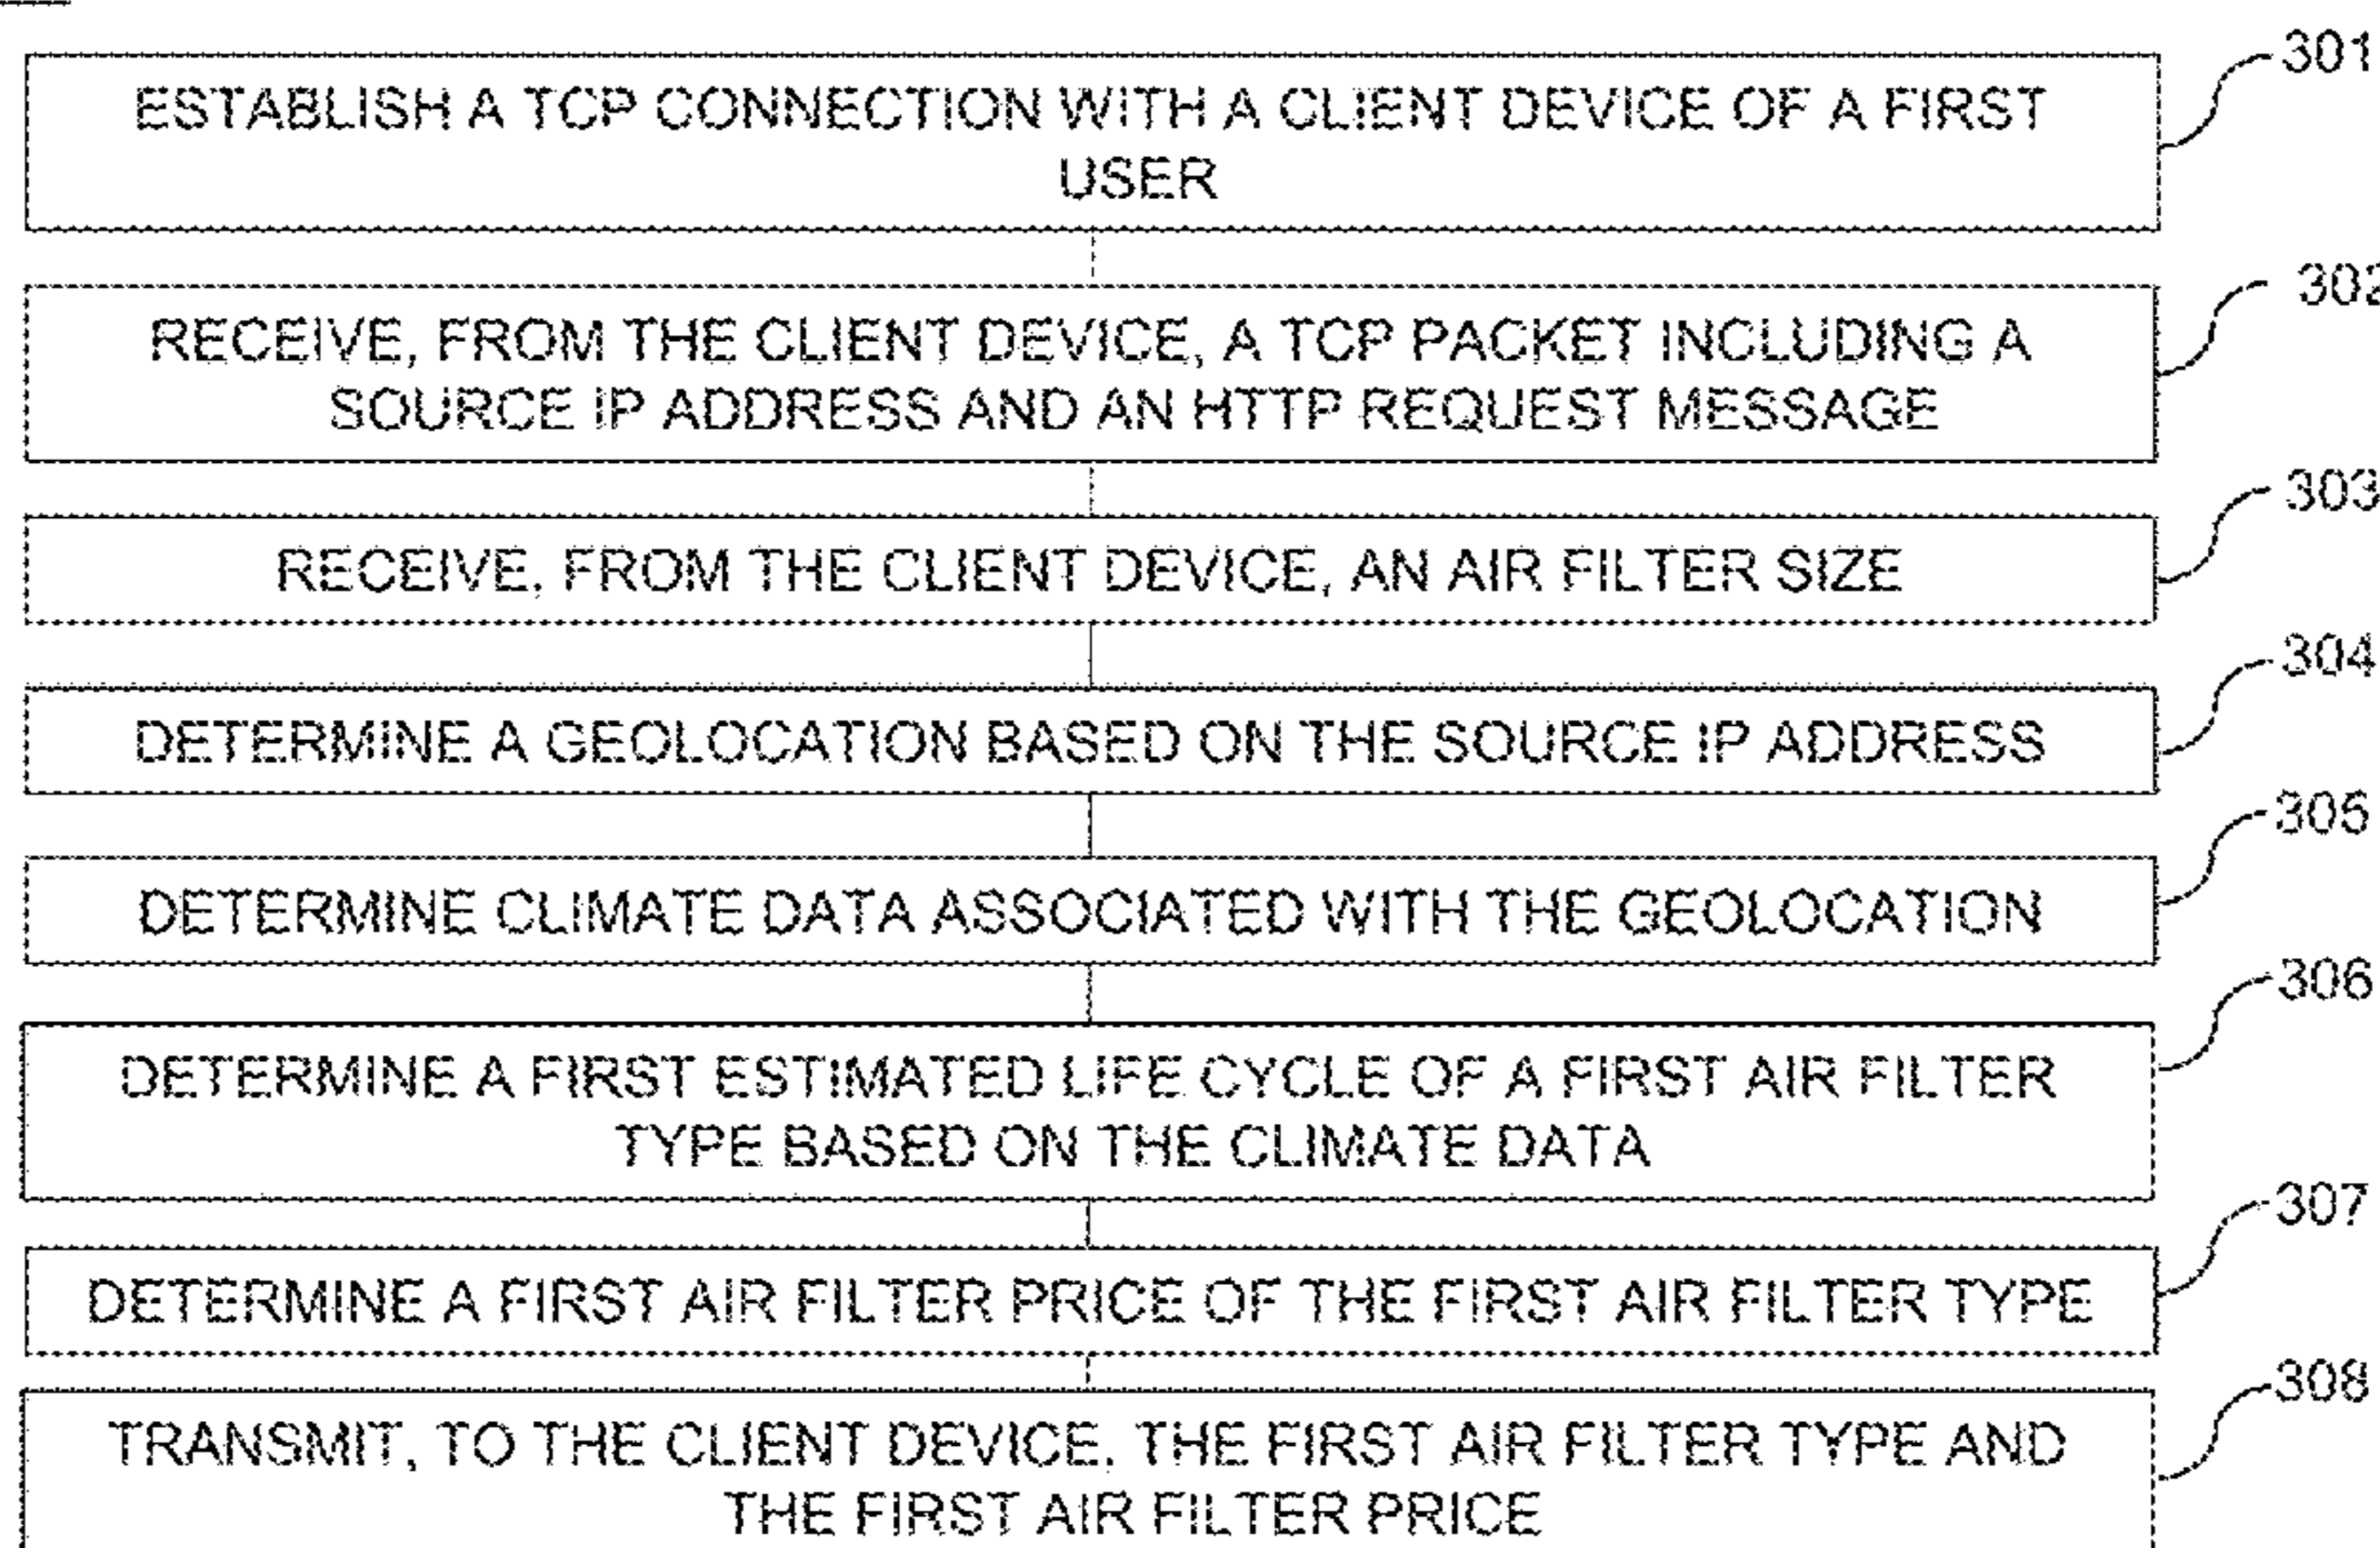 301
ESTABLISH A TCP CONNECTION WITH A CLIENT DEVICE OF A FIRST
USER
302
RECEIVE, FROM THE CLIENT DEVICE, A TCP PACKET INCLUDING A
SOURCE IP ADDRESS AND AN HTTP REQUEST MESSAGE
303
RECEIVE, FROM THE CLIENT DEVICE, AN AIR FILTER SIZE
304
DETERMINE A GEOLOCATION BASED ON THE SOURCE IP ADDRESS
305
DETERMINE CLIMATE DATA ASSOCIATED WITH THE GEOLOCATION
306
DETERMINE A FIRST ESTIMATED LIFE CYCLE OF A FIRST AIR FILTER
TYPE BASED ON THE CLIMATE DATA
307
DETERMINE A FIRST AIR FILTER PRICE OF THE FIRST AIR FILTER TYPE
308
TRANSMIT, TO THE CLIENT DEVICE, THE FIRST AIR FILTER TYPE AND
THE FIRST AIR FILTER PRICE